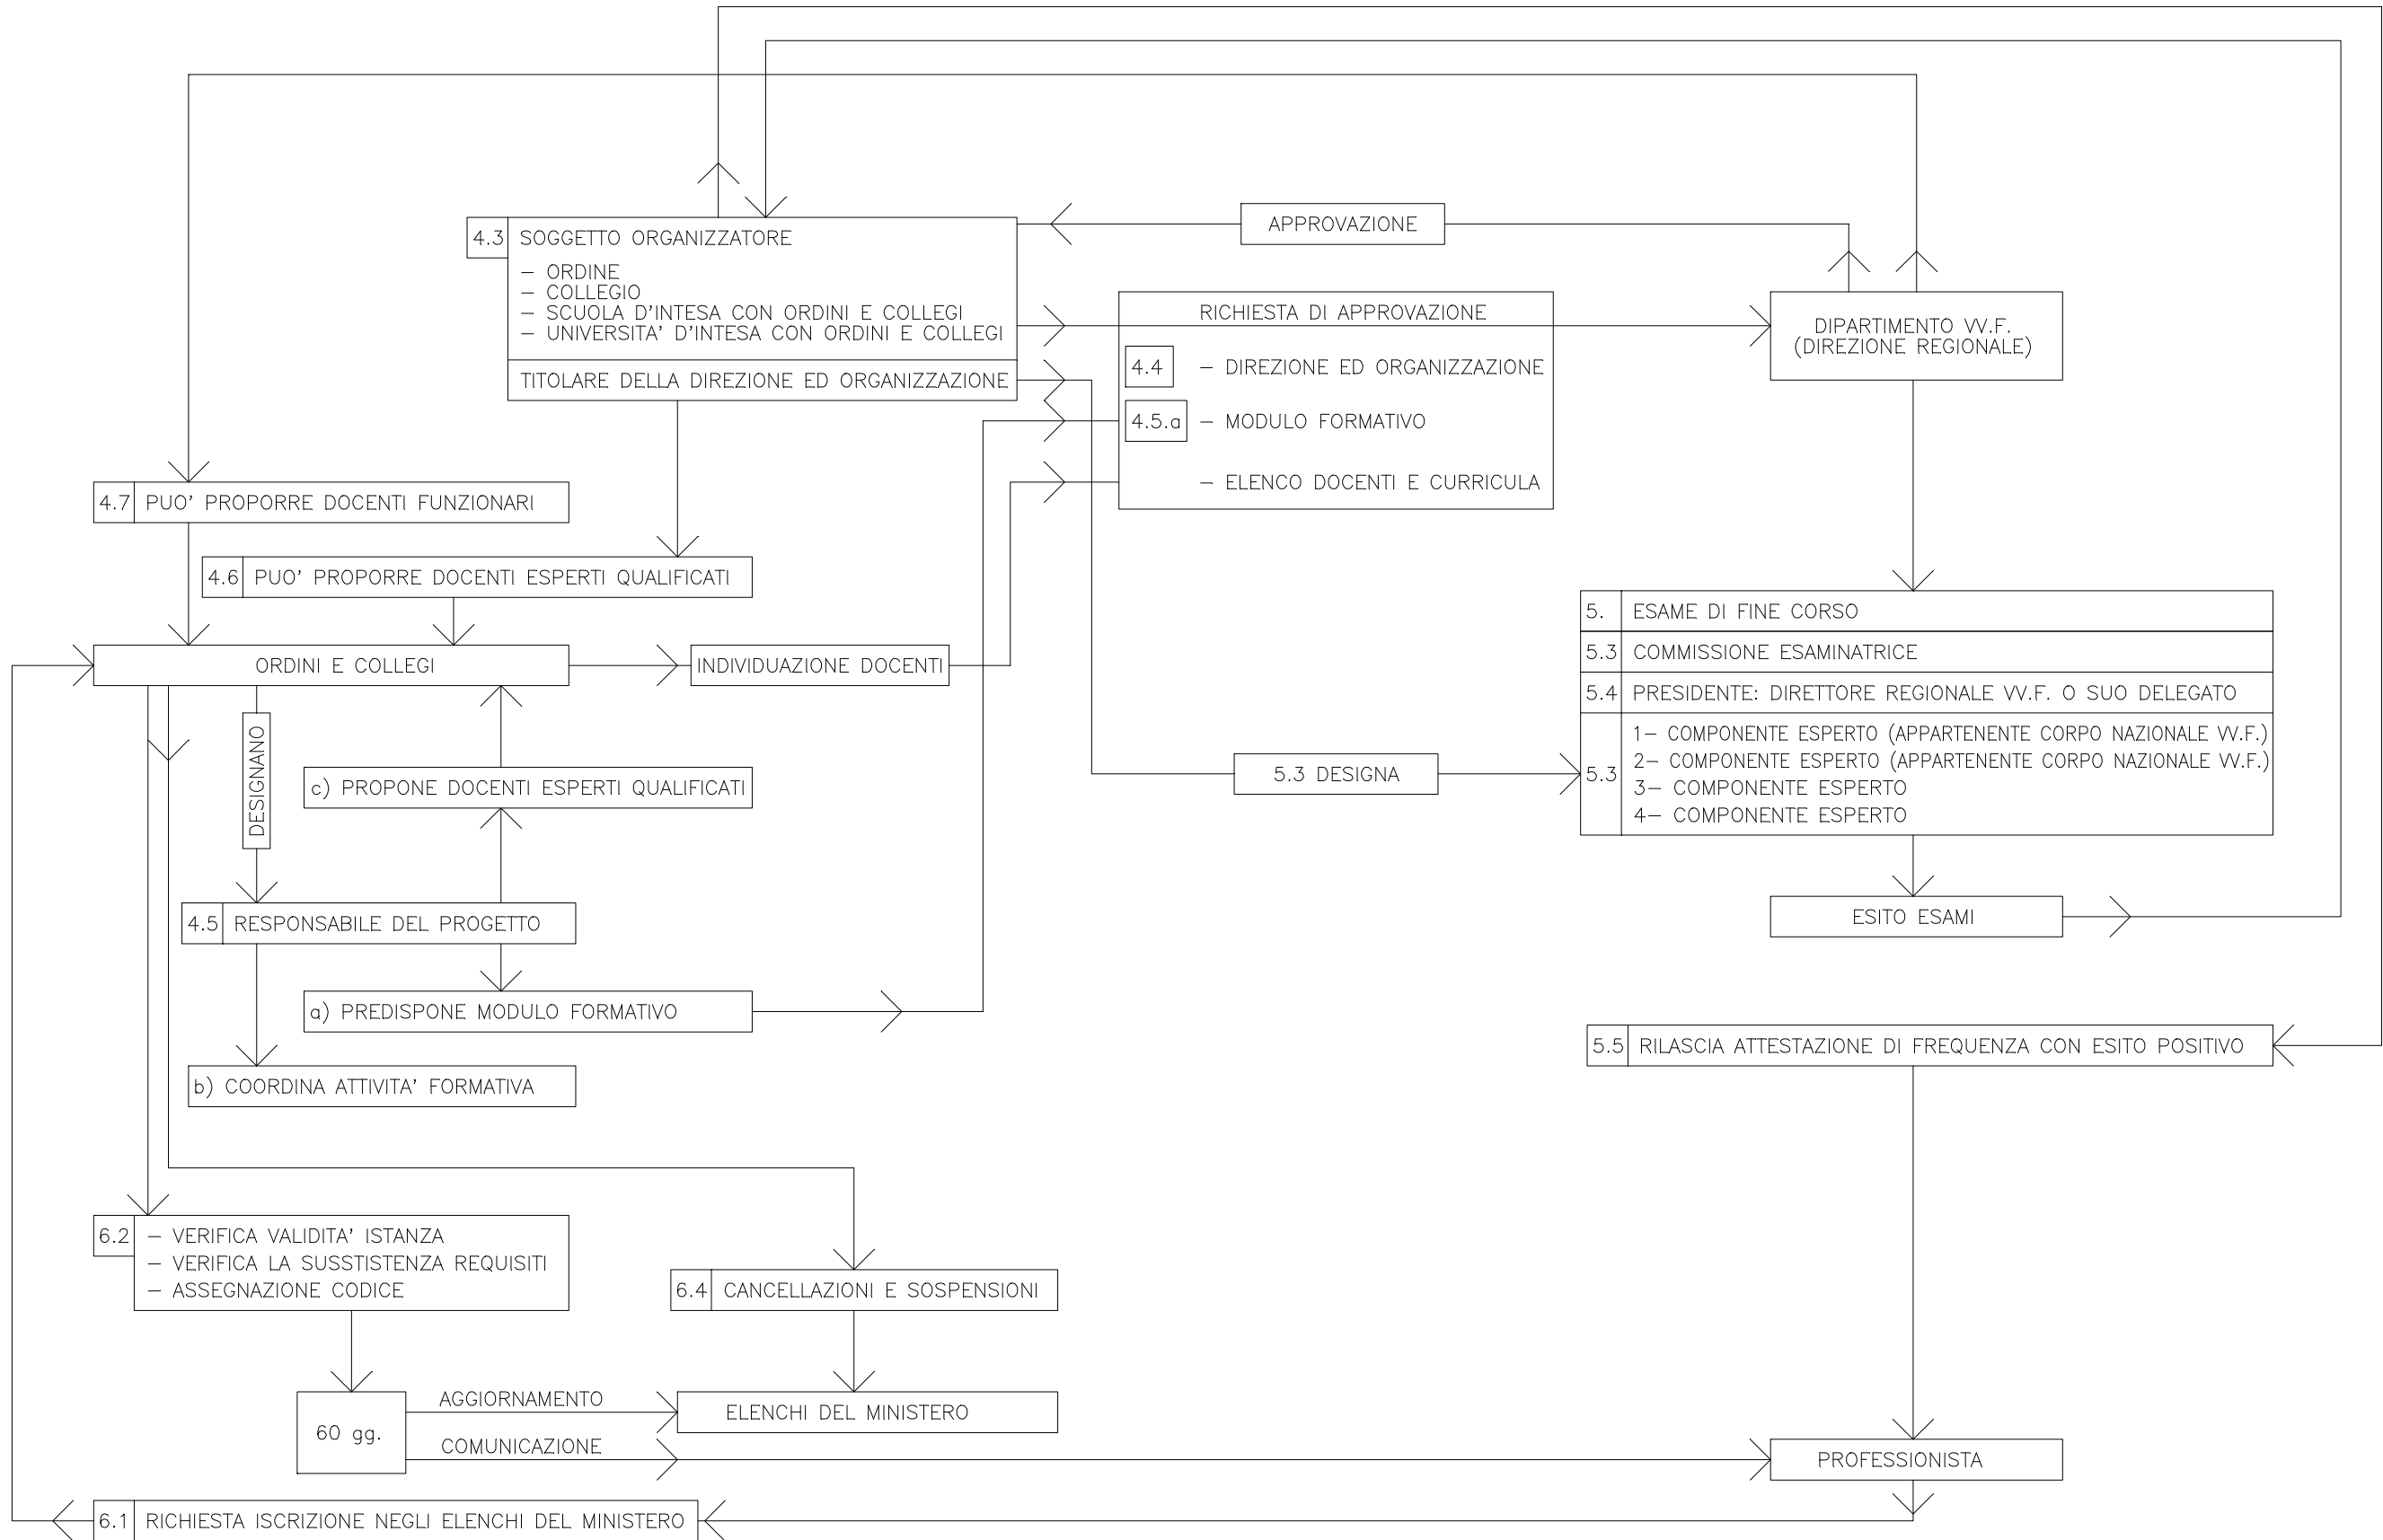 APPROVAZIONE
4.3 SOGGETTO ORGANIZZATORE
– ORDINE
– COLLEGIO
– SCUOLA D'INTESA CON ORDINI E COLLEGI
– UNIVERSITA' D'INTESA CON ORDINI E COLLEGI
TITOLARE DELLA DIREZIONE ED ORGANIZZAZIONE
RICHIESTA DI APPROVAZIONE
4.4 – DIREZIONE ED ORGANIZZAZIONE
4.5.a – MODULO FORMATIVO
– ELENCO DOCENTI E CURRICULA
DIPARTIMENTO VV.F.
(DIREZIONE REGIONALE)
4.7 PUO' PROPORRE DOCENTI FUNZIONARI
4.6 PUO' PROPORRE DOCENTI ESPERTI QUALIFICATI
ORDINI E COLLEGI
INDIVIDUAZIONE DOCENTI
5. ESAME DI FINE CORSO
5.3 COMMISSIONE ESAMINATRICE
5.4 PRESIDENTE: DIRETTORE REGIONALE VV.F. O SUO DELEGATO
5.3
1– COMPONENTE ESPERTO (APPARTENENTE CORPO NAZIONALE VV.F.)
2– COMPONENTE ESPERTO (APPARTENENTE CORPO NAZIONALE VV.F.)
3– COMPONENTE ESPERTO
4– COMPONENTE ESPERTO
DESIGNANO
c) PROPONE DOCENTI ESPERTI QUALIFICATI
5.3 DESIGNA
4.5 RESPONSABILE DEL PROGETTO
ESITO ESAMI
a) PREDISPONE MODULO FORMATIVO
b) COORDINA ATTIVITA' FORMATIVA
5.5 RILASCIA ATTESTAZIONE DI FREQUENZA CON ESITO POSITIVO
6.2 – VERIFICA VALIDITA' ISTANZA
– VERIFICA LA SUSSTISTENZA REQUISITI
– ASSEGNAZIONE CODICE
6.4 CANCELLAZIONI E SOSPENSIONI
60 gg.
AGGIORNAMENTO
ELENCHI DEL MINISTERO
COMUNICAZIONE
PROFESSIONISTA
6.1 RICHIESTA ISCRIZIONE NEGLI ELENCHI DEL MINISTERO